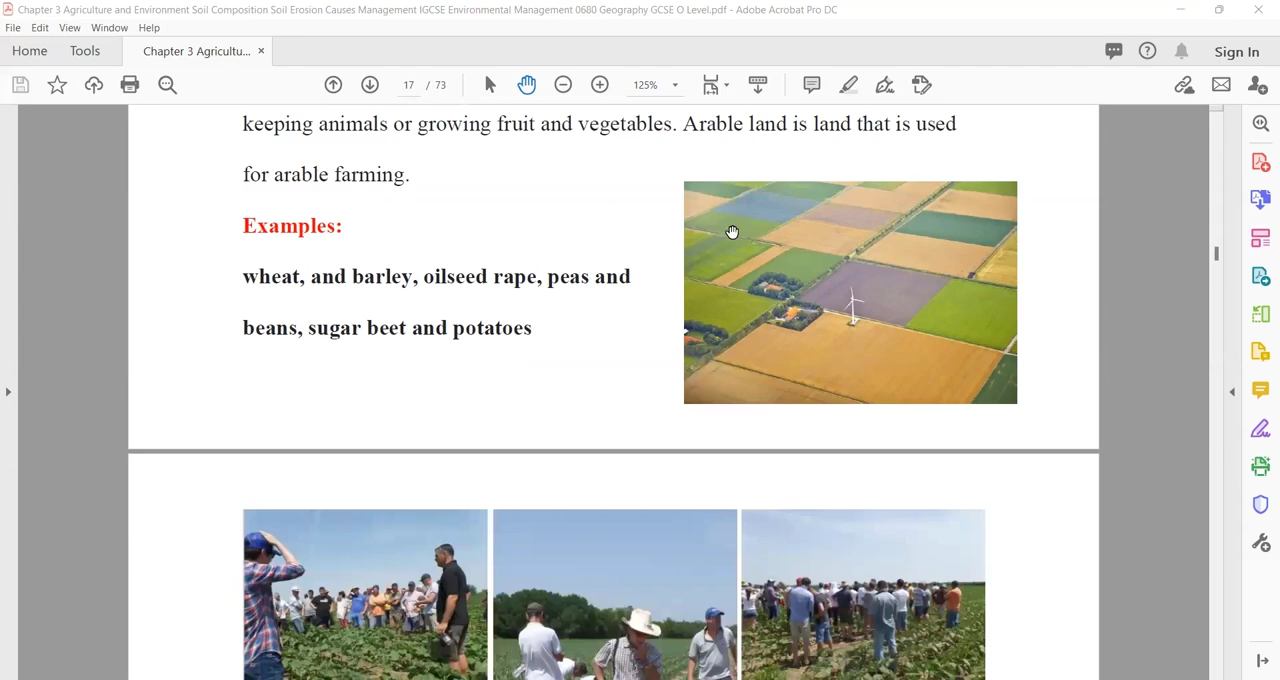 Chapter 3 Agriculture and Environment Soil Composition Soil Erosion Causes Management IGCSE Environmental Management 0680 Geography GCSE O Level.pdf - Adobe Acrobat Pro DC
File Edit View Window Help
Home Tools Chapter 3 Agricultu... × Sign In
17 / 73 125%
keeping animals or growing fruit and vegetables. Arable land is land that is used
for arable farming.
Examples:
wheat, and barley, oilseed rape, peas and
beans, sugar beet and potatoes